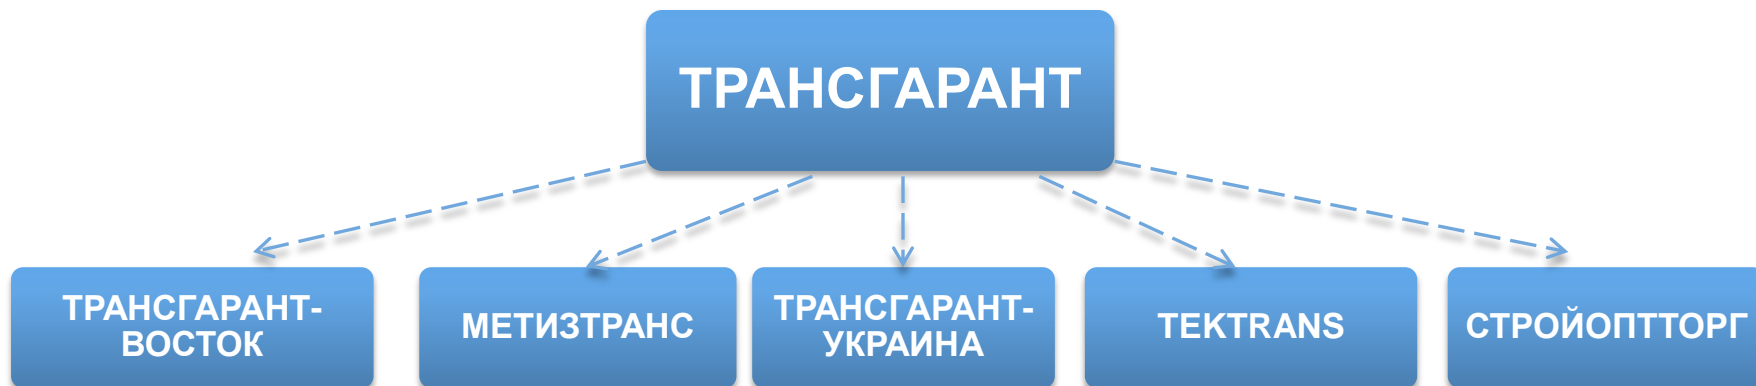 ТРАНСГАРАНТ
ТРАНСГАРАНТ-
ВОСТОК
МЕТИЗТРАНС
ТРАНСГАРАНТ-
УКРАИНА
TEKTRANS
СТРОЙОПТТОРГ